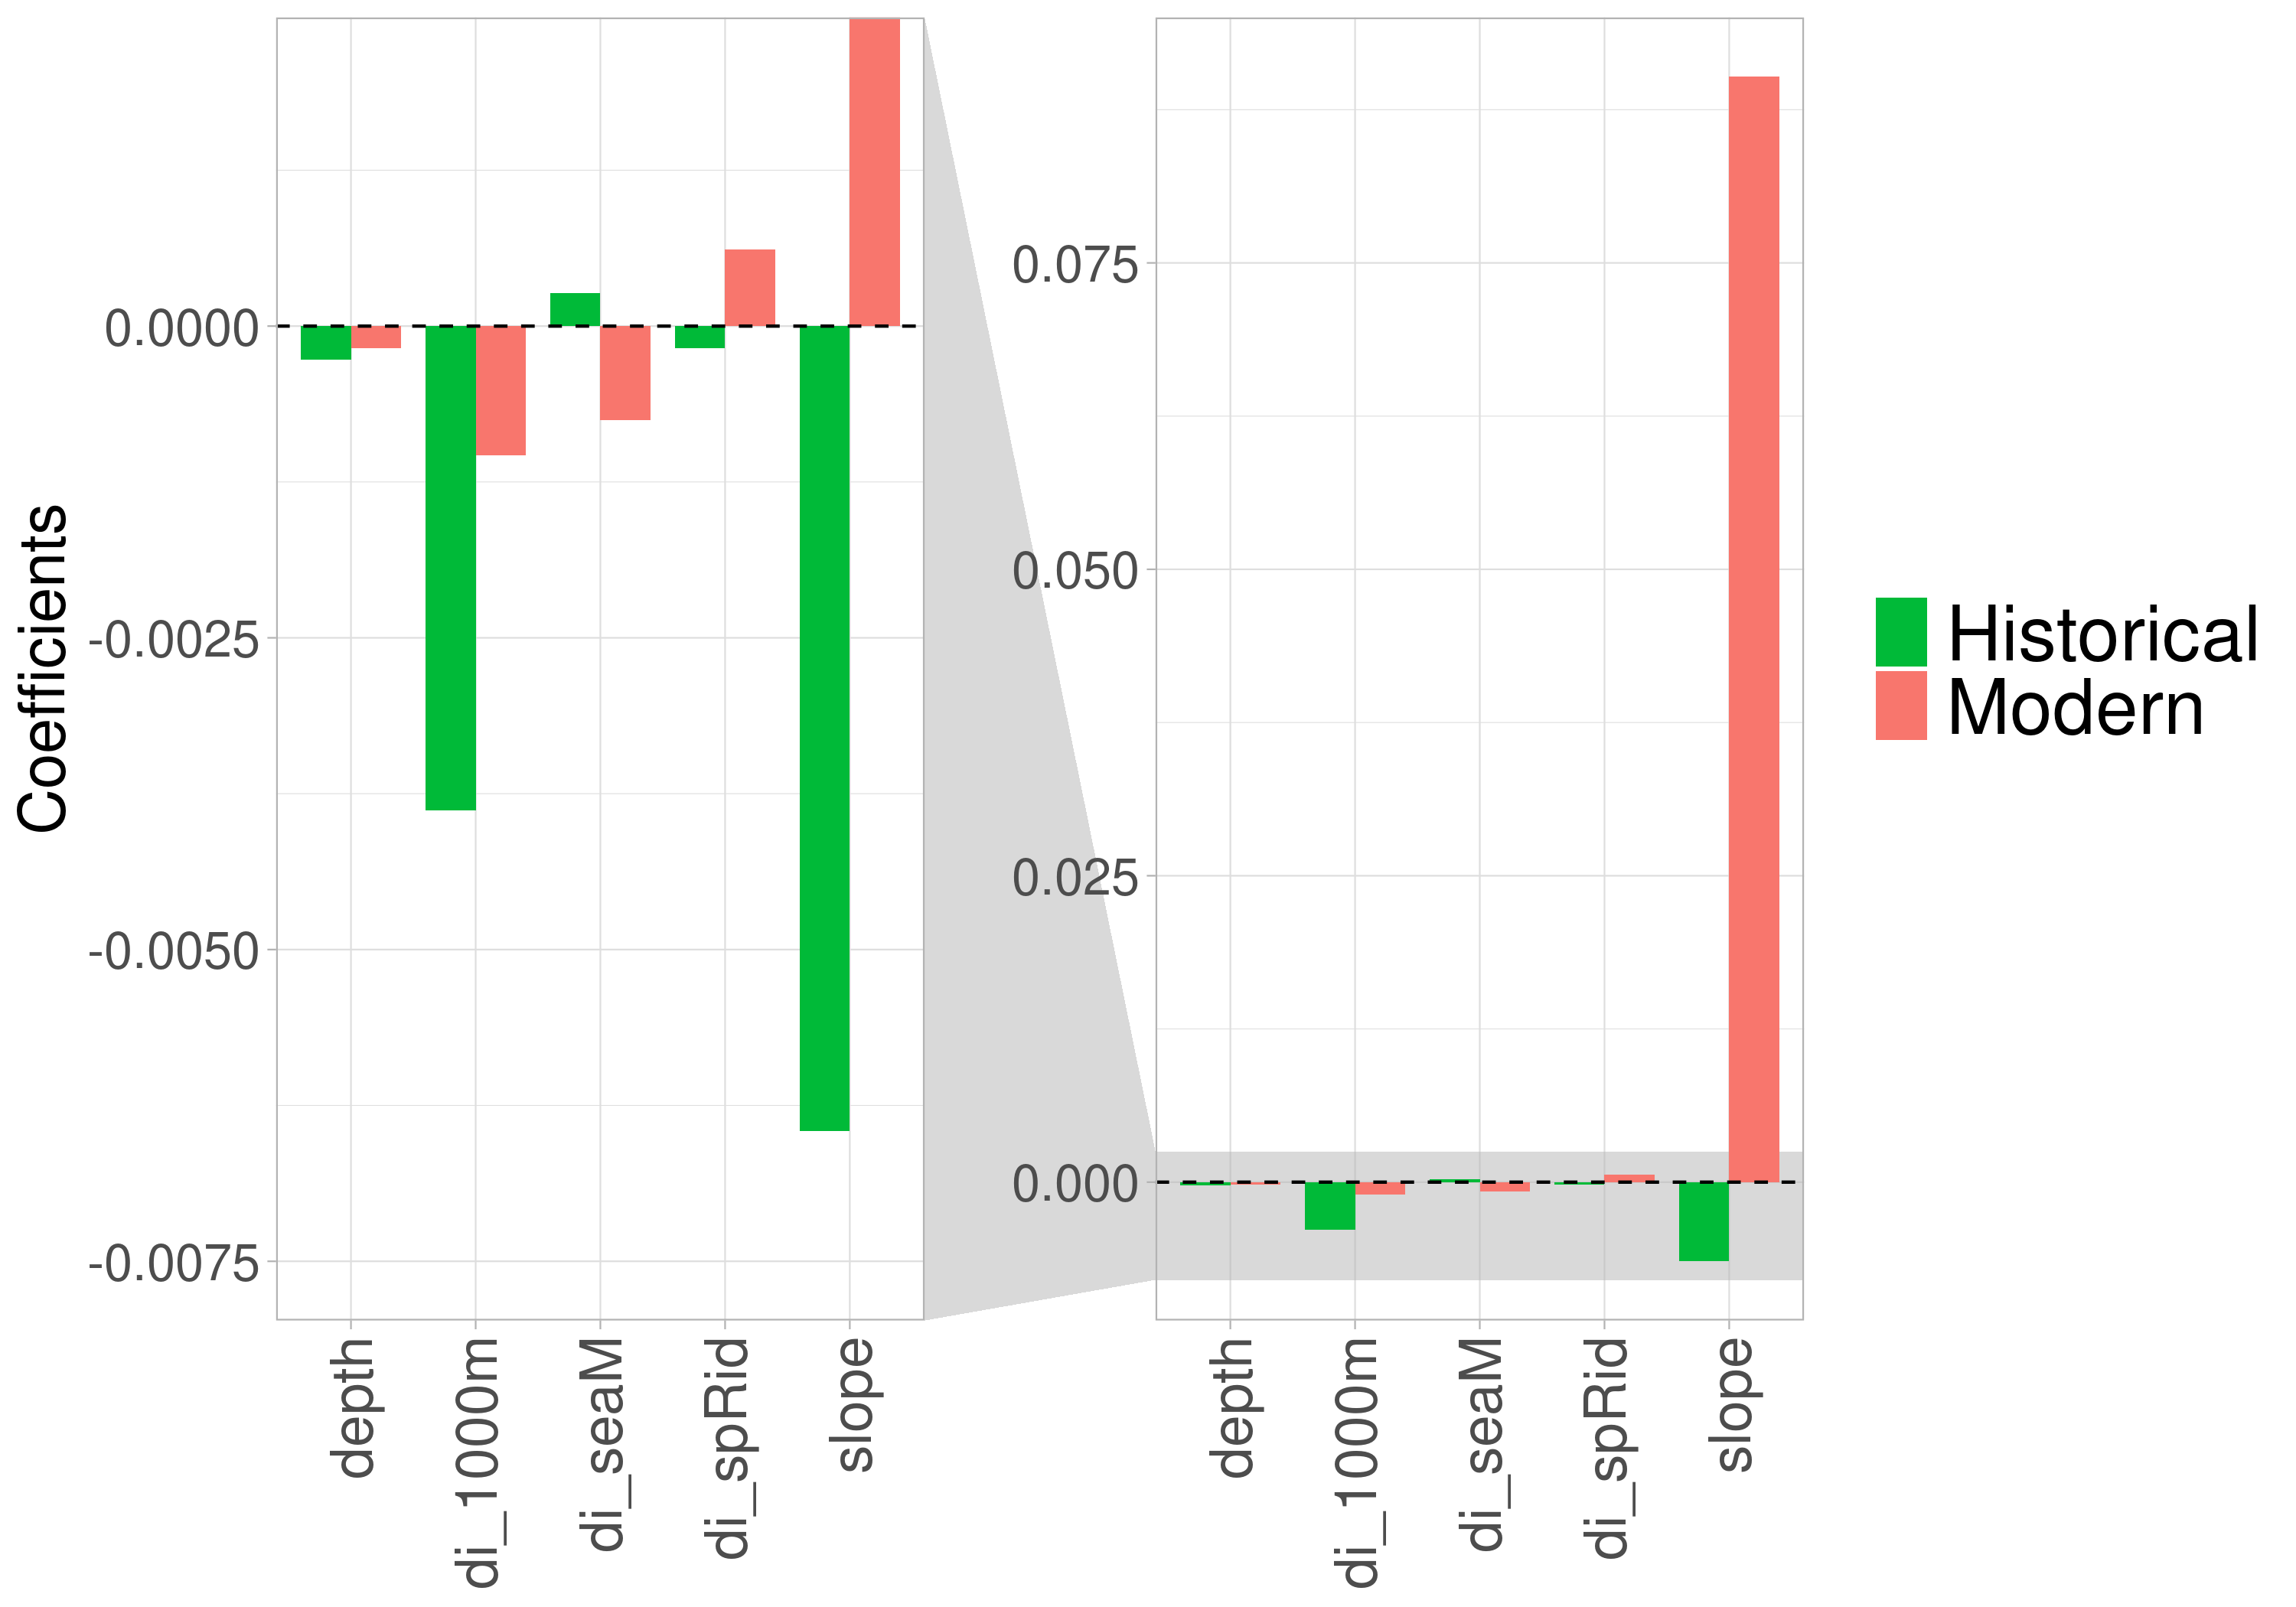 Coefficients
0.0000
-0.0025
-0.0050
-0.0075
depth
di_1000m
di_seaM
di_spRid
slope
0.075
0.050
0.025
0.000
depth
di_1000m
di_seaM
di_spRid
slope
Historical
Modern